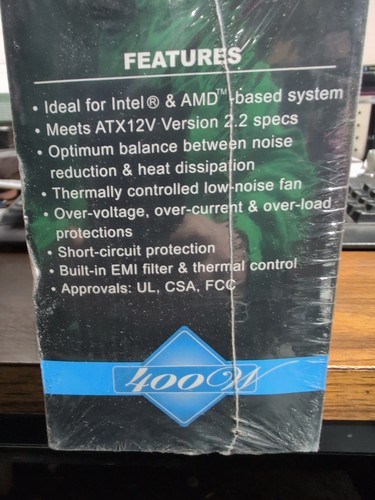 FEATURES
• Ideal for Intel® & AMD™-based system
• Meets ATX12V Version 2.2 specs
• Optimum balance between noise
reduction & heat dissipation
• Thermally controlled low-noise fan
• Over-voltage, over-current & over-load
protections
• Short-circuit protection
• Built-in EMI filter & thermal control
• Approvals: UL, CSA, FCC
400W